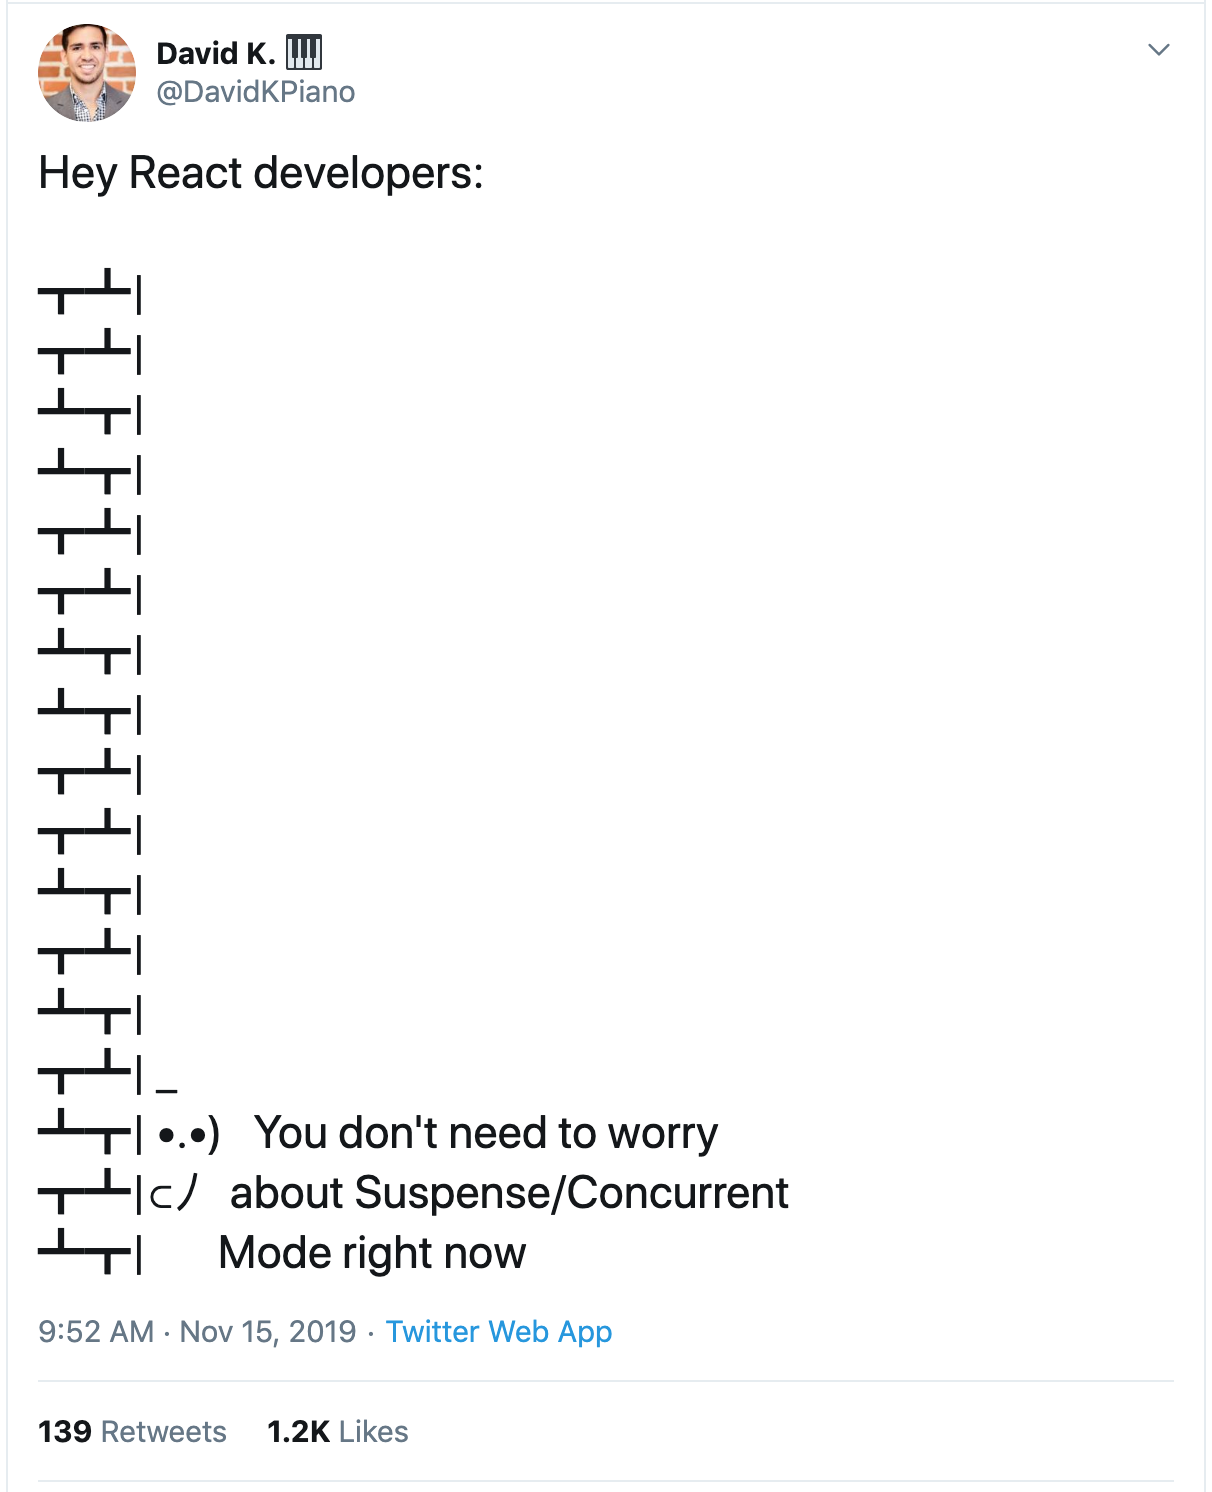 David K. 🎹
@DavidKPiano
Hey React developers:
┳┻|
┳┻|
┻┳|
┻┳|
┳┻|
┳┻|
┻┳|
┻┳|
┳┻|
┳┻|
┻┳|
┳┻|
┻┳|
┳┻| _
┻┳| •.•) You don't need to worry
┳┻|⊂ﾉ about Suspense/Concurrent
┻┳| Mode right now
9:52 AM · Nov 15, 2019 · Twitter Web App
139 Retweets 1.2K Likes